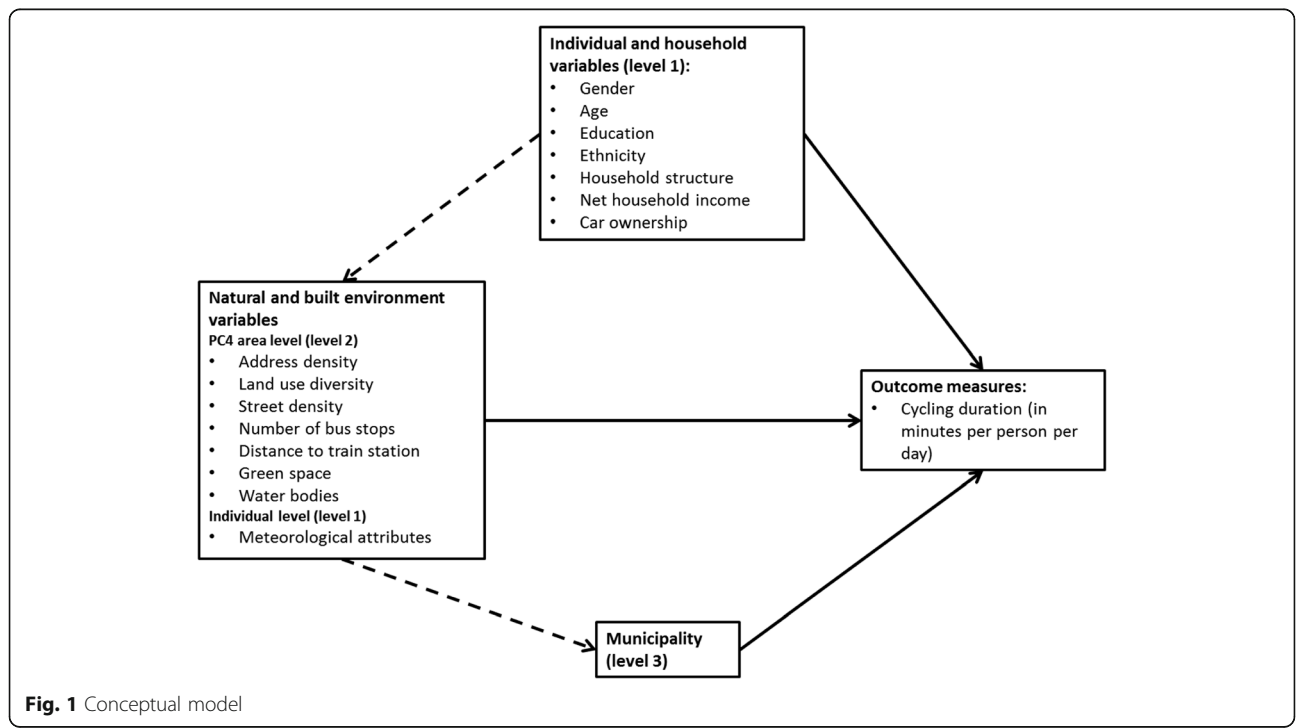 Individual and household
variables (level 1):
• Gender
• Age
• Education
• Ethnicity
• Household structure
• Net household income
• Car ownership
Natural and built environment
variables
PC4 area level (level 2)
• Address density
• Land use diversity
• Street density
• Number of bus stops
• Distance to train station
• Green space
• Water bodies
Individual level (level 1)
• Meteorological attributes
Outcome measures:
• Cycling duration (in
minutes per person per
day)
Municipality
(level 3)
Fig. 1 Conceptual model